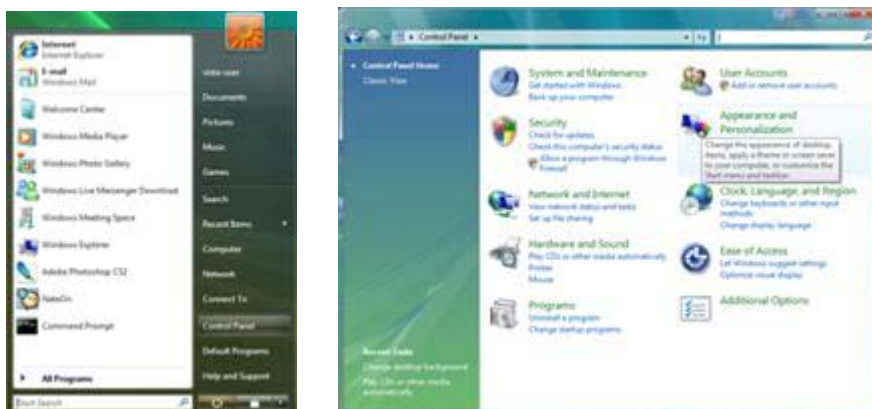 Internet
Internet Explorer
E-mail
Windows Mail
Welcome Center
Windows Media Player
Windows Photo Gallery
Windows Live Messenger Download
Windows Meeting Space
Windows Explorer
Adobe Photoshop CS2
NateOn
Command Prompt
All Programs
Start Search
vista user
Documents
Pictures
Music
Games
Search
Recent Items
Computer
Network
Connect To
Control Panel
Default Programs
Help and Support
Control Panel
Control Panel Home
Classic View
System and Maintenance
Get started with Windows
Back up your computer
Security
Check for updates
Check this computer's security status
Allow a program through Windows
Firewall
Network and Internet
View network status and tasks
Set up file sharing
Hardware and Sound
Play CDs or other media automatically
Printer
Mouse
Programs
Uninstall a program
Change startup programs
User Accounts
Add or remove user accounts
Appearance and
Personalization
Change the appearance of desktop
items, apply a theme or screen saver
to your computer, or customize the
Start menu and taskbar.
Clock, Language, and Region
Change keyboards or other input
methods
Change display language
Ease of Access
Let Windows suggest settings
Optimize visual display
Additional Options
Recent Tasks
Change desktop background
Play CDs or other media
automatically